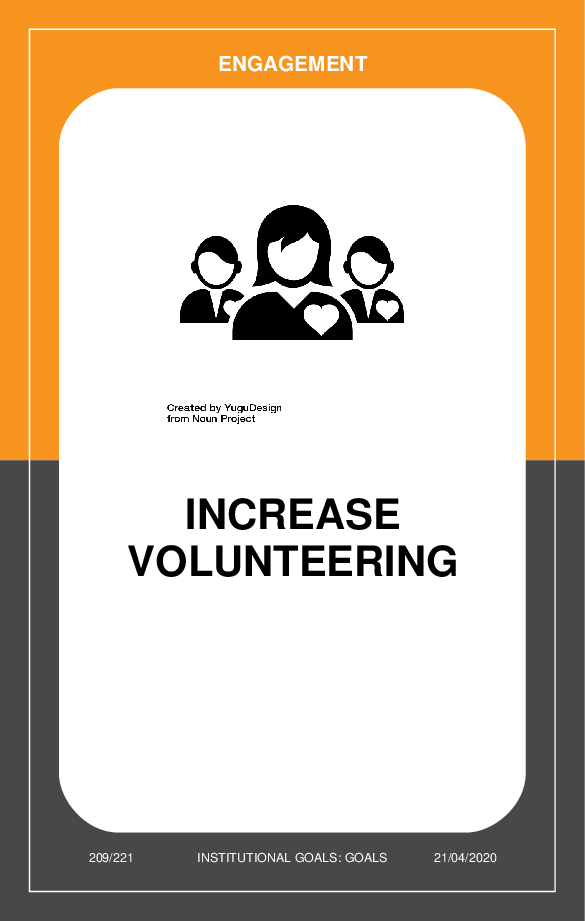 ENGAGEMENT
Created by YuguDesign
from Noun Project
INCREASE
VOLUNTEERING
209/221 INSTITUTIONAL GOALS: GOALS 21/04/2020